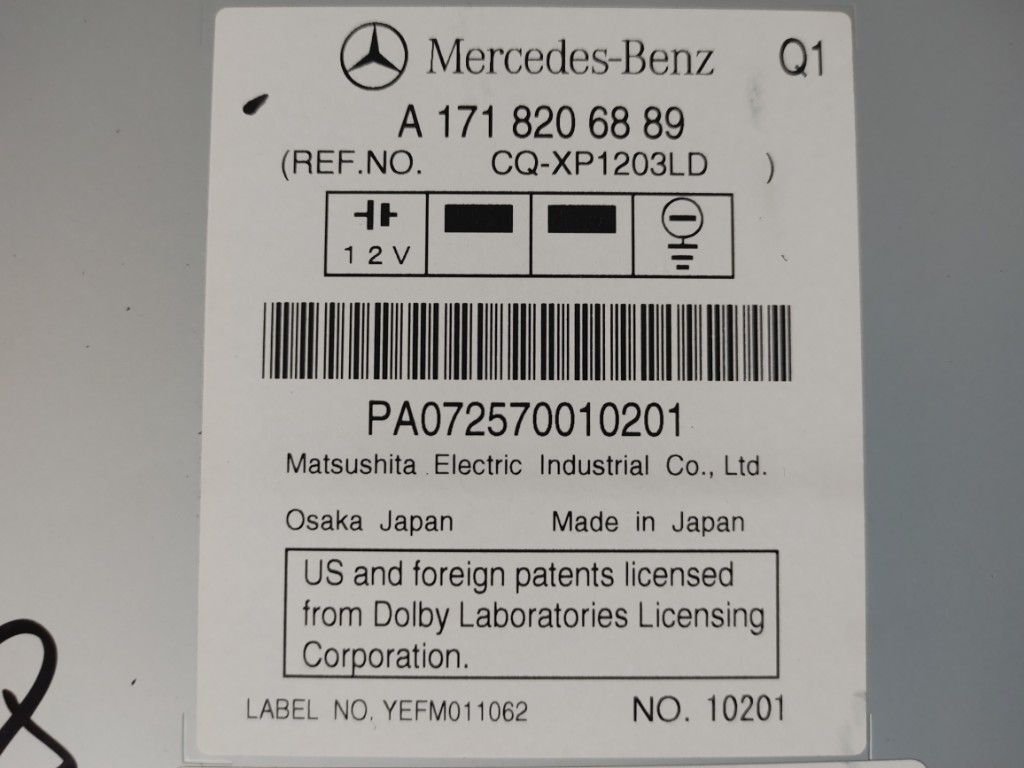 Mercedes-Benz Q1
A 171 820 68 89
(REF.NO. CQ-XP1203LD )
12V
PA072570010201
Matsushita Electric Industrial Co., Ltd.
Osaka Japan Made in Japan
US and foreign patents licensed
from Dolby Laboratories Licensing
Corporation.
LABEL NO. YEFM011062 NO. 10201